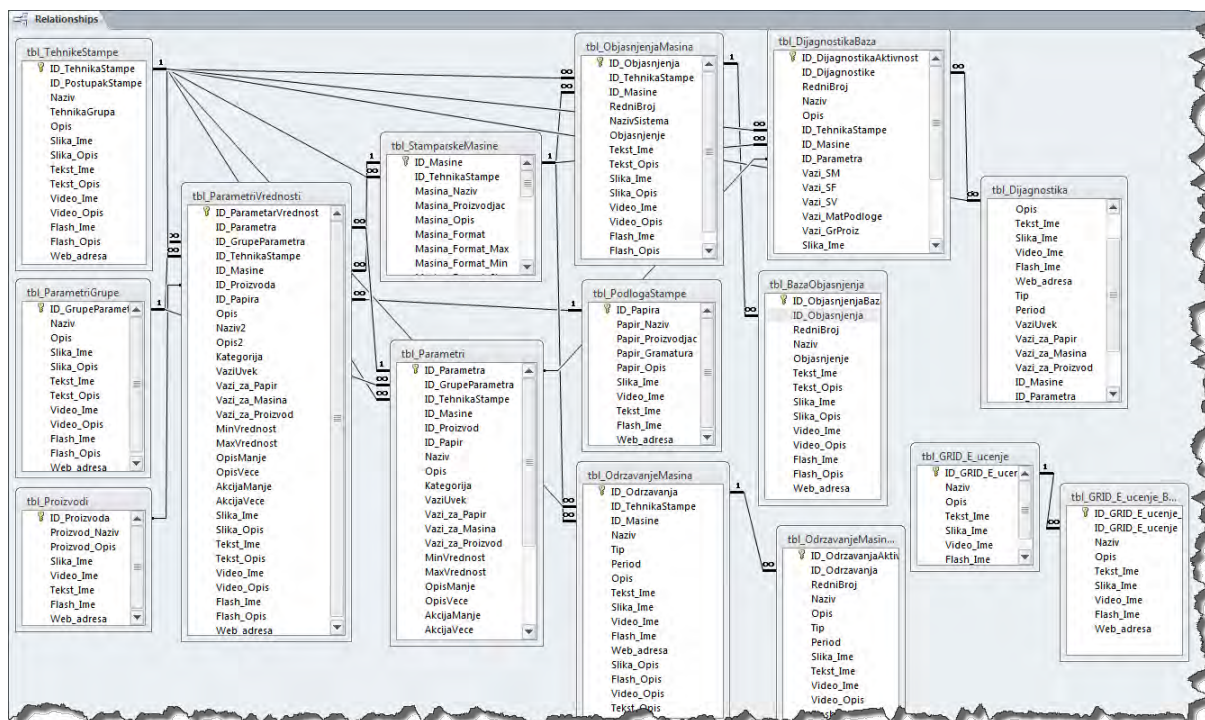 Relationships
tbl_TehnikeStampe
ID_TehnikaStampe
ID_PostupakStampe
Naziv
TehnikaGrupa
Opis
Slika_Ime
Slika_Opis
Tekst_Ime
Tekst_Opis
Video_Ime
Video_Opis
Flash_Ime
Flash_Opis
Web_adresa
tbl_ParametriGrupe
ID_GrupeParamet
Naziv
Opis
Slika_Ime
Slika_Opis
Tekst_Ime
Tekst_Opis
Video_Ime
Video_Opis
Flash_Ime
Flash_Opis
Web_adresa
tbl_Proizvodi
ID_Proizvoda
Proizvod_Naziv
Proizvod_Opis
Slika_Ime
Video_Ime
Tekst_Ime
Flash_Ime
Web_adresa
tbl_ParametriVrednosti
ID_ParametarVrednost
ID_Parametra
ID_GrupeParametra
ID_TehnikaStampe
ID_Masine
ID_Proizvoda
ID_Papira
Opis
Naziv2
Opis2
Kategorija
VaziUvek
Vazi_za_Papir
Vazi_za_Masina
Vazi_za_Proizvod
MinVrednost
MaxVrednost
OpisManje
OpisVece
AkcijaManje
AkcijaVece
Slika_Ime
Slika_Opis
Tekst_Ime
Tekst_Opis
Video_Ime
Video_Opis
Flash_Ime
Flash_Opis
Web_adresa
tbl_StamparskeMasine
ID_Masine
ID_TehnikaStampe
Masina_Naziv
Masina_Proizvodjac
Masina_Opis
Masina_Format
Masina_Format_Max
Masina_Format_Min
tbl_Parametri
ID_Parametra
ID_GrupeParametra
ID_TehnikaStampe
ID_Masine
ID_Proizvod
ID_Papir
Naziv
Opis
Kategorija
VaziUvek
Vazi_za_Papir
Vazi_za_Masina
Vazi_za_Proizvod
MinVrednost
MaxVrednost
OpisManje
OpisVece
AkcijaManje
AkcijaVece
tbl_ObjasnjenjaMasina
ID_Objasnjenja
ID_TehnikaStampe
ID_Masine
RedniBroj
NazivSistema
Objasnjenje
Tekst_Ime
Tekst_Opis
Slika_Ime
Slika_Opis
Video_Ime
Video_Opis
Flash_Ime
Flash_Opis
tbl_PodlogaStampe
ID_Papira
Papir_Naziv
Papir_Proizvodjac
Papir_Gramatura
Papir_Opis
Slika_Ime
Video_Ime
Tekst_Ime
Flash_Ime
Web_adresa
tbl_OdrzavanjeMasina
ID_Odrzavanja
ID_TehnikaStampe
ID_Masine
Naziv
Tip
Period
Opis
Tekst_Ime
Slika_Ime
Video_Ime
Flash_Ime
Web_adresa
Slika_Opis
Flash_Opis
Video_Opis
Tekst_Opis
tbl_DijagnostikaBaza
ID_DijagnostikaAktivnost
ID_Dijagnostike
RedniBroj
Naziv
Opis
ID_TehnikaStampe
ID_Masine
ID_Parametra
Vazi_SM
Vazi_SF
Vazi_SV
Vazi_MatPodloge
Vazi_GrProiz
Slika_Ime
tbl_BazaObjasnjenja
ID_ObjasnjenjaBaz
ID_Objasnjenja
RedniBroj
Naziv
Objasnjenje
Tekst_Ime
Tekst_Opis
Slika_Ime
Slika_Opis
Video_Ime
Video_Opis
Flash_Ime
Flash_Opis
Web_adresa
tbl_OdrzavanjeMasin...
ID_OdrzavanjaAktiv
ID_Odrzavanja
RedniBroj
Naziv
Opis
Tip
Period
Slika_Ime
Tekst_Ime
Video_Ime
Flash_Ime
tbl_Dijagnostika
Opis
Tekst_Ime
Slika_Ime
Video_Ime
Flash_Ime
Web_adresa
Tip
Period
VaziUvek
Vazi_za_Papir
Vazi_za_Masina
Vazi_za_Proizvod
ID_Masine
ID_Parametra
tbl_GRID_E_ucenje
ID_GRID_E_ucer
Naziv
Opis
Tekst_Ime
Slika_Ime
Video_Ime
Flash_Ime
tbl_GRID_E_ucenje_B...
ID_GRID_E_ucenje_
ID_GRID_E_ucenje
Naziv
Opis
Tekst_Ime
Slika_Ime
Video_Ime
Flash_Ime
Web_adresa